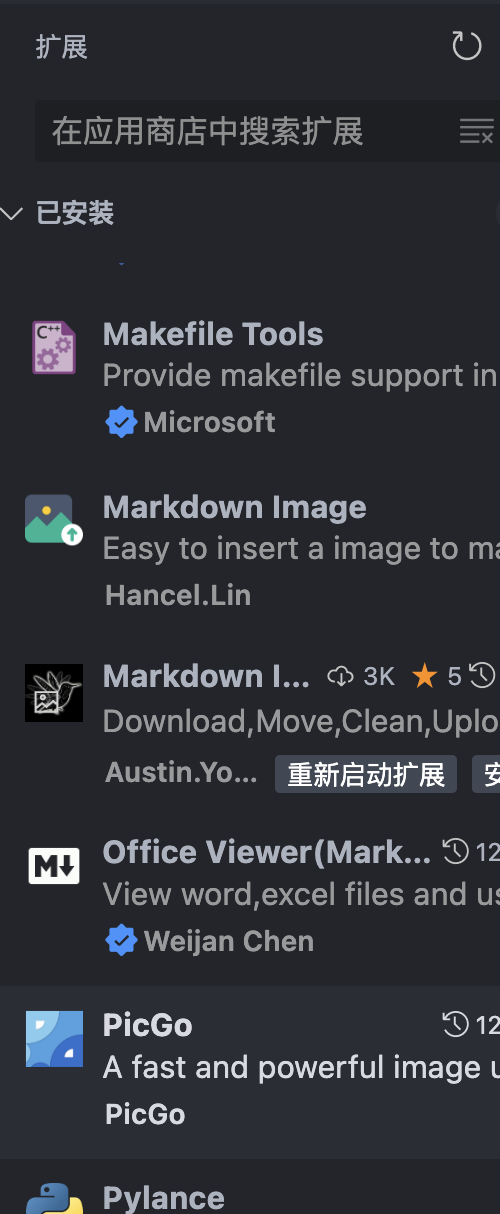 扩展
在应用商店中搜索扩展
已安装
C++
Makefile Tools
Provide makefile support in
Microsoft
Markdown Image
Easy to insert a image to ma
Hancel.Lin
Markdown I... 3K 5
Download,Move,Clean,Uplo
Austin.Yo... 重新启动扩展 安
Office Viewer(Mark... 12
View word,excel files and us
Weijan Chen
PicGo 12
A fast and powerful image u
PicGo
Pylance